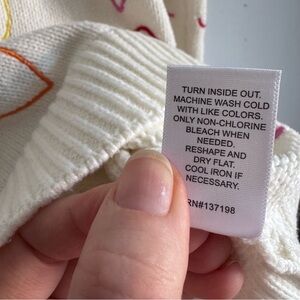 TURN INSIDE OUT.
MACHINE WASH COLD
WITH LIKE COLORS.
ONLY NON-CHLORINE
BLEACH WHEN
NEEDED.
RESHAPE AND
DRY FLAT.
COOL IRON IF
NECESSARY.
RN#137198